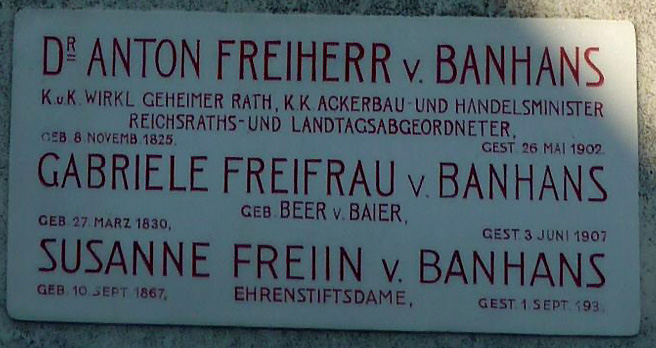 DR ANTON FREIHERR v. BANHANS
K.u.K. WIRKL GEHEIMER RATH, K.K. ACKERBAU-UND HANDELSMINISTER
REICHSRATHS-UND LANDTAGSABGEORDNETER,
GEB. 8. NOVEMB. 1825. GEST 26 MAI 1902.
GABRIELE FREIFRAU v. BANHANS
GEB. BEER v. BAIER,
GEB. 27. MARZ 1830, GEST. 3 JUNI 1907
SUSANNE FREIIN v. BANHANS
GEB. 10. SEPT 1867, EHRENSTIFTSDAME, GEST 1. SEPT.